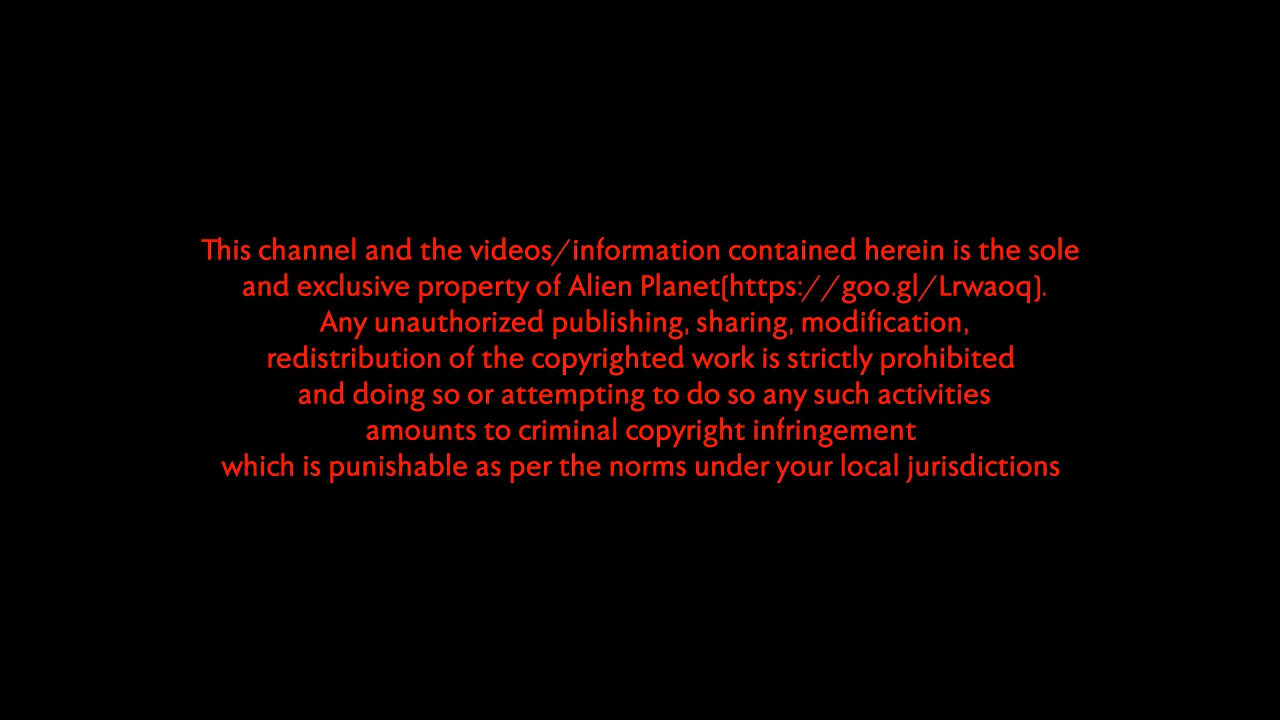 This channel and the videos/information contained herein is the sole
and exclusive property of Alien Planet(https://goo.gl/Lrwaoq).
Any unauthorized publishing, sharing, modification,
redistribution of the copyrighted work is strictly prohibited
and doing so or attempting to do so any such activities
amounts to criminal copyright infringement
which is punishable as per the norms under your local jurisdictions